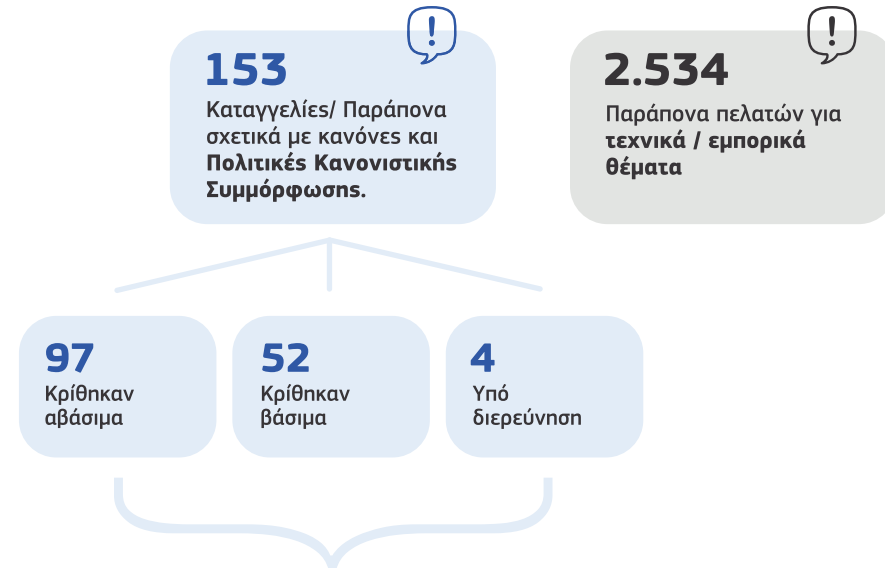 153
Καταγγελίες/ Παράπονα
σχετικά με κανόνες και
Πολιτικές Κανονιστικής
Συμμόρφωσης.
2.534
Παράπονα πελατών για
τεχνικά / εμπορικά
θέματα
97
Κρίθηκαν
αβάσιμα
52
Κρίθηκαν
βάσιμα
4
Υπό
διερεύνηση